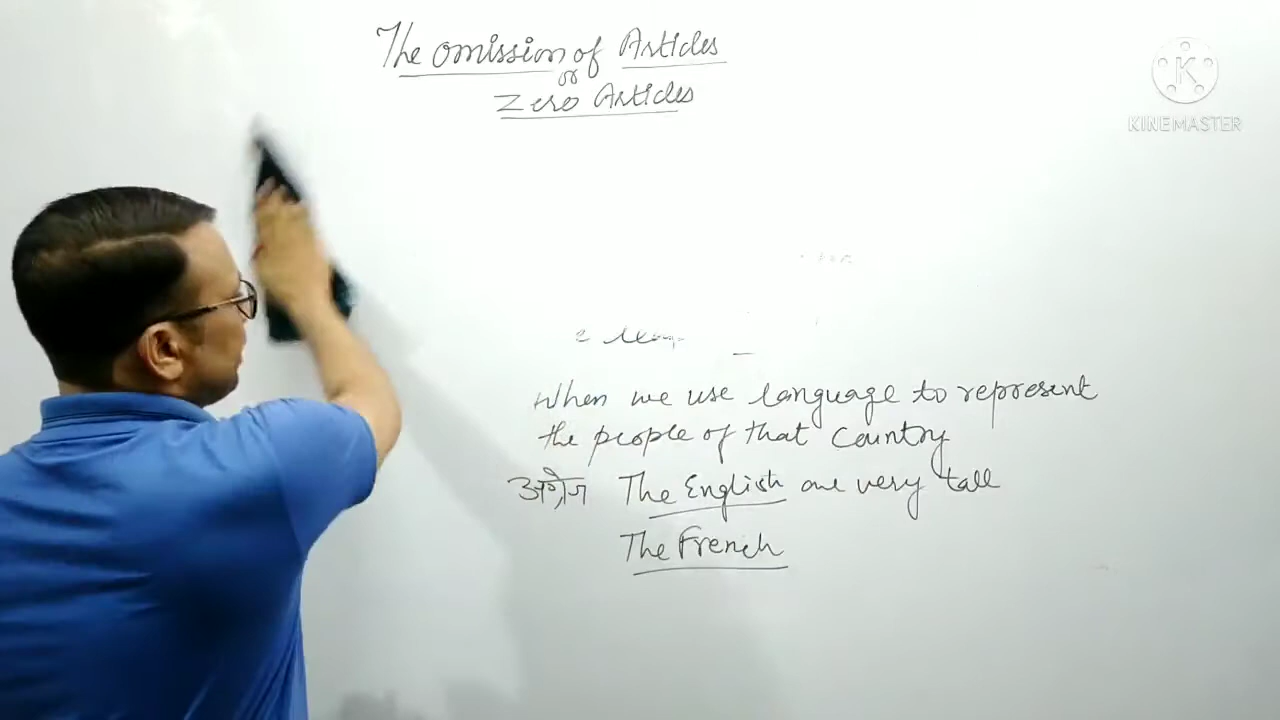 The omission of Articles
or
Zero Articles
K
KINEMASTER
When we use language to represent
the people of that Country
अंग्रेज The English are very tall
The French